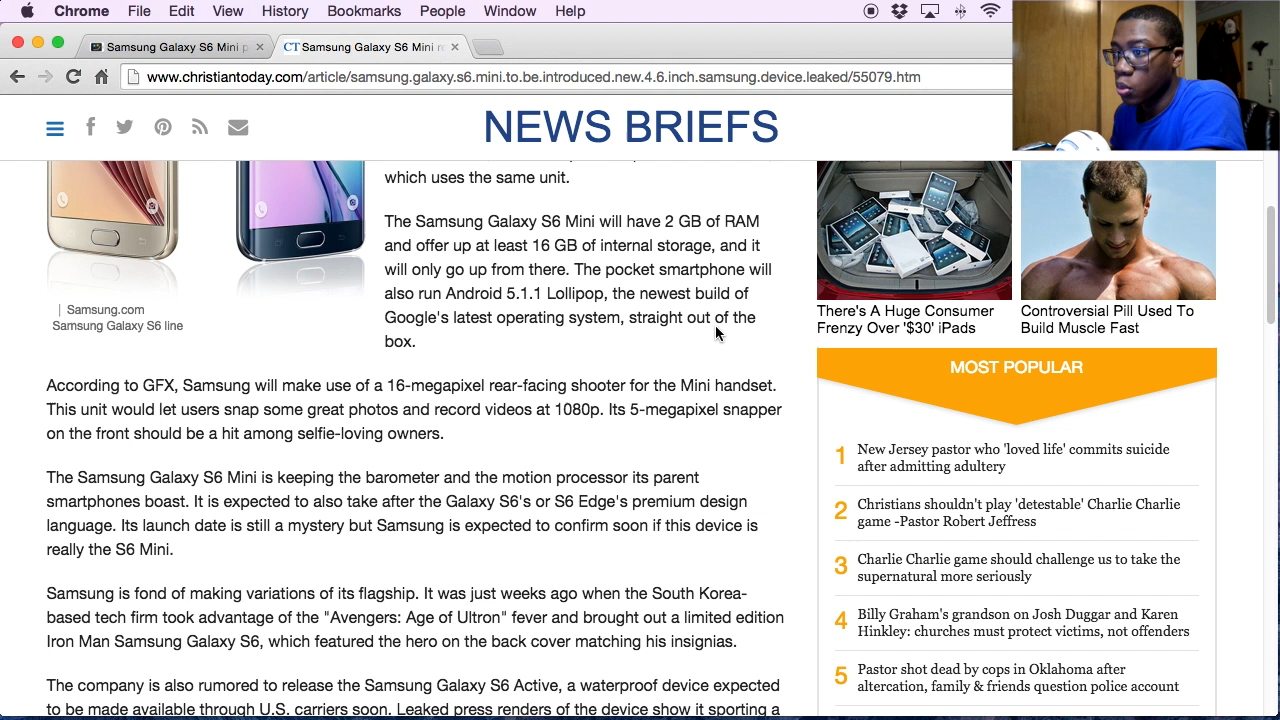 Chrome File Edit View History Bookmarks People Window Help
Samsung Galaxy S6 Mini p
CT Samsung Galaxy S6 Mini re
www.christiantoday.com/article/samsung.galaxy.s6.mini.to.be.introduced.new.4.6.inch.samsung.device.leaked/55079.htm
NEWS BRIEFS
which uses the same unit.
The Samsung Galaxy S6 Mini will have 2 GB of RAM
and offer up at least 16 GB of internal storage, and it
will only go up from there. The pocket smartphone will
also run Android 5.1.1 Lollipop, the newest build of
Google's latest operating system, straight out of the
box.
| Samsung.com
Samsung Galaxy S6 line
According to GFX, Samsung will make use of a 16-megapixel rear-facing shooter for the Mini handset.
This unit would let users snap some great photos and record videos at 1080p. Its 5-megapixel snapper
on the front should be a hit among selfie-loving owners.
The Samsung Galaxy S6 Mini is keeping the barometer and the motion processor its parent
smartphones boast. It is expected to also take after the Galaxy S6's or S6 Edge's premium design
language. Its launch date is still a mystery but Samsung is expected to confirm soon if this device is
really the S6 Mini.
Samsung is fond of making variations of its flagship. It was just weeks ago when the South Korea-
based tech firm took advantage of the "Avengers: Age of Ultron" fever and brought out a limited edition
Iron Man Samsung Galaxy S6, which featured the hero on the back cover matching his insignias.
The company is also rumored to release the Samsung Galaxy S6 Active, a waterproof device expected
to be made available through U.S. carriers soon. Leaked press renders of the device show it sporting a
There's A Huge Consumer
Frenzy Over '$30' iPads
Controversial Pill Used To
Build Muscle Fast
MOST POPULAR
1 New Jersey pastor who 'loved life' commits suicide
after admitting adultery
2 Christians shouldn't play 'detestable' Charlie Charlie
game -Pastor Robert Jeffress
3 Charlie Charlie game should challenge us to take the
supernatural more seriously
4 Billy Graham's grandson on Josh Duggar and Karen
Hinkley: churches must protect victims, not offenders
5 Pastor shot dead by cops in Oklahoma after
altercation, family & friends question police account